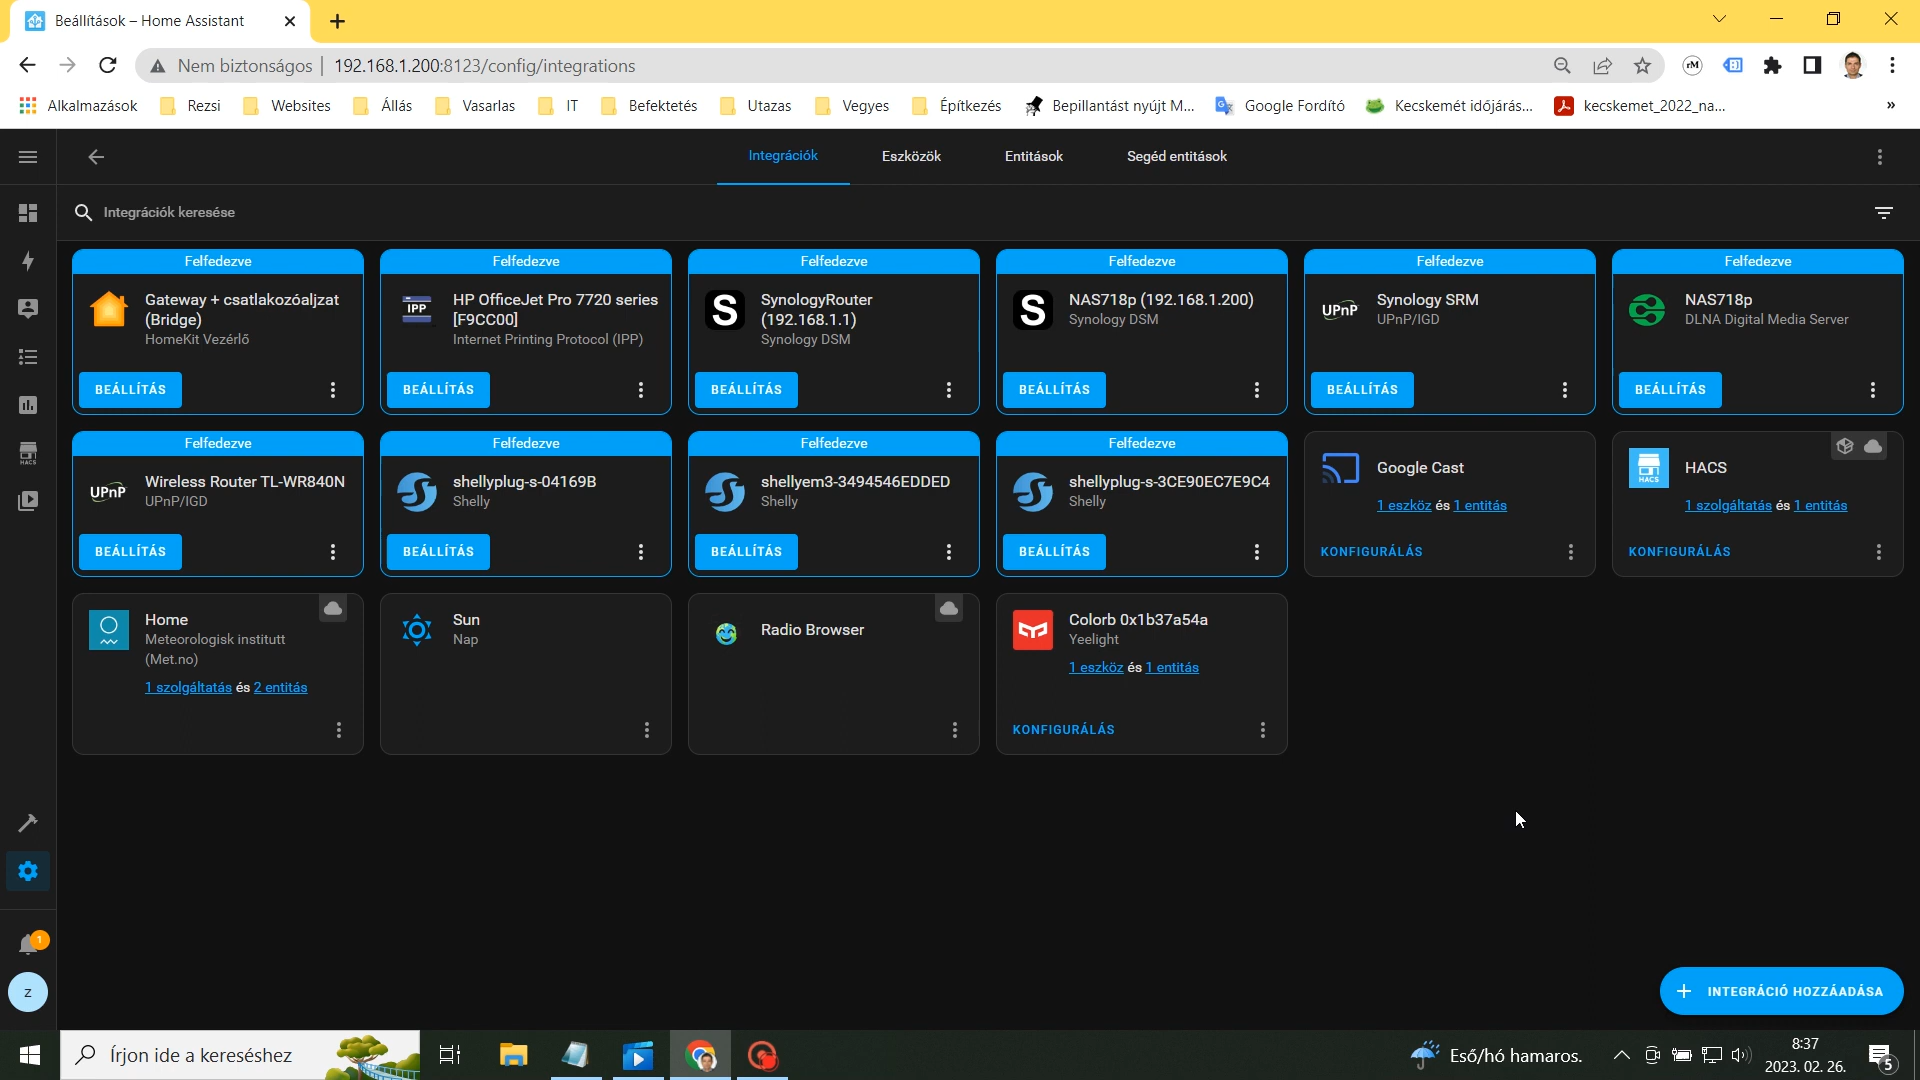 Beállítások – Home Assistant
Nem biztonságos
192.168.1.200:8123/config/integrations
Alkalmazások
Rezsi
Websites
Állás
Vasarlas
IT
Befektetés
Utazas
Vegyes
Építkezés
Bepillantást nyújt M...
Google Fordító
Kecskemét időjárás...
kecskemet_2022_na...
»
Integrációk
Eszközök
Entitások
Segéd entitások
Integrációk keresése
Felfedezve
Gateway + csatlakozóaljzat
(Bridge)
HomeKit Vezérlő
BEÁLLÍTÁS
Felfedezve
IPP
HP OfficeJet Pro 7720 series
[F9CC00]
Internet Printing Protocol (IPP)
BEÁLLÍTÁS
Felfedezve
S
SynologyRouter
(192.168.1.1)
Synology DSM
BEÁLLÍTÁS
Felfedezve
S
NAS718p (192.168.1.200)
Synology DSM
BEÁLLÍTÁS
Felfedezve
UPnP
Synology SRM
UPnP/IGD
BEÁLLÍTÁS
Felfedezve
NAS718p
DLNA Digital Media Server
BEÁLLÍTÁS
Felfedezve
UPnP
Wireless Router TL-WR840N
UPnP/IGD
BEÁLLÍTÁS
Felfedezve
shellyplug-s-04169B
Shelly
BEÁLLÍTÁS
Felfedezve
shellyem3-3494546EDDED
Shelly
BEÁLLÍTÁS
Felfedezve
shellyplug-s-3CE90EC7E9C4
Shelly
BEÁLLÍTÁS
Google Cast
1 eszköz és 1 entitás
KONFIGURÁLÁS
HACS
HACS
1 szolgáltatás és 1 entitás
KONFIGURÁLÁS
Home
Meteorologisk institutt
(Met.no)
1 szolgáltatás és 2 entitás
Sun
Nap
Radio Browser
Colorb 0x1b37a54a
Yeelight
1 eszköz és 1 entitás
KONFIGURÁLÁS
HACS
1
z
INTEGRÁCIÓ HOZZÁADÁSA
Írjon ide a kereséshez
Eső/hó hamaros.
8:37
2023. 02. 26.
5
rM